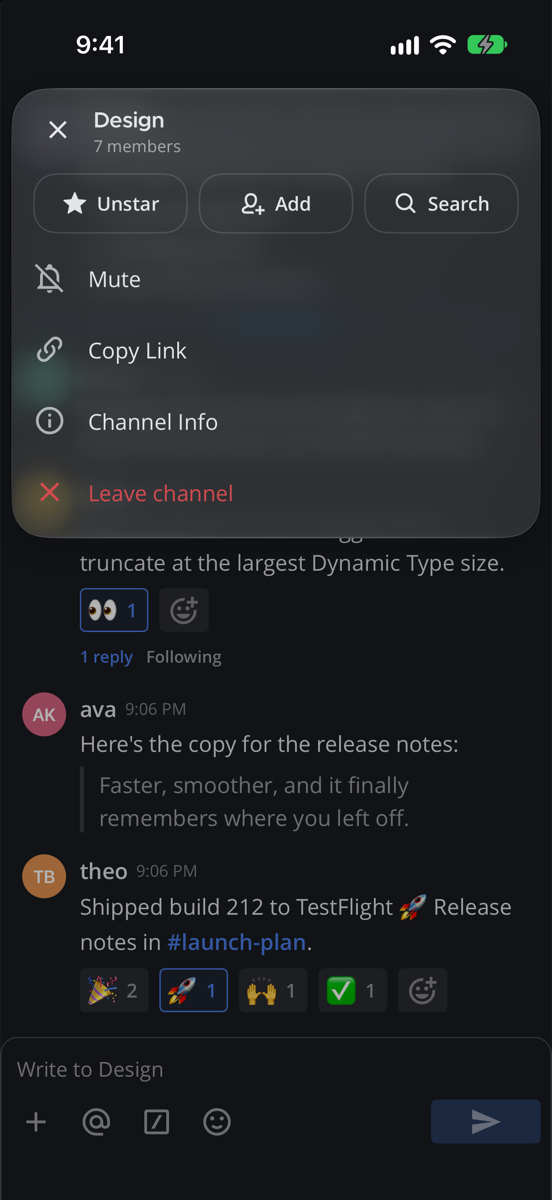 9:41
Design
7 members
Unstar
Add
Search
Mute
Copy Link
Channel Info
Leave channel
truncate at the largest Dynamic Type size.
👀 1
1 reply Following
AK
ava 9:06 PM
Here's the copy for the release notes:
Faster, smoother, and it finally
remembers where you left off.
TB
theo 9:06 PM
Shipped build 212 to TestFlight 🚀 Release
notes in #launch-plan.
🎉 2 🚀 1 🙌 1 ✅ 1
Write to Design